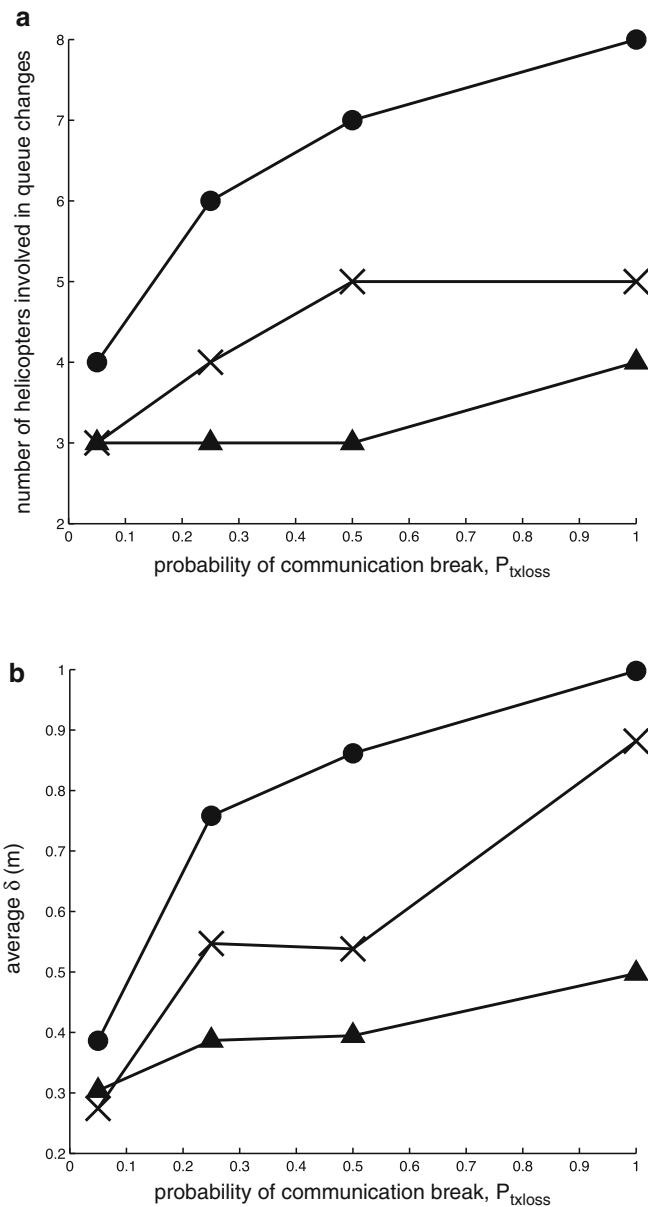 a
number of helicopters involved in queue changes
8
7
6
5
4
3
2
0 0.1 0.2 0.3 0.4 0.5 0.6 0.7 0.8 0.9 1
probability of communication break, P_txloss
b
average δ (m)
1
0.9
0.8
0.7
0.6
0.5
0.4
0.3
0.2
0 0.1 0.2 0.3 0.4 0.5 0.6 0.7 0.8 0.9 1
probability of communication break, P_txloss